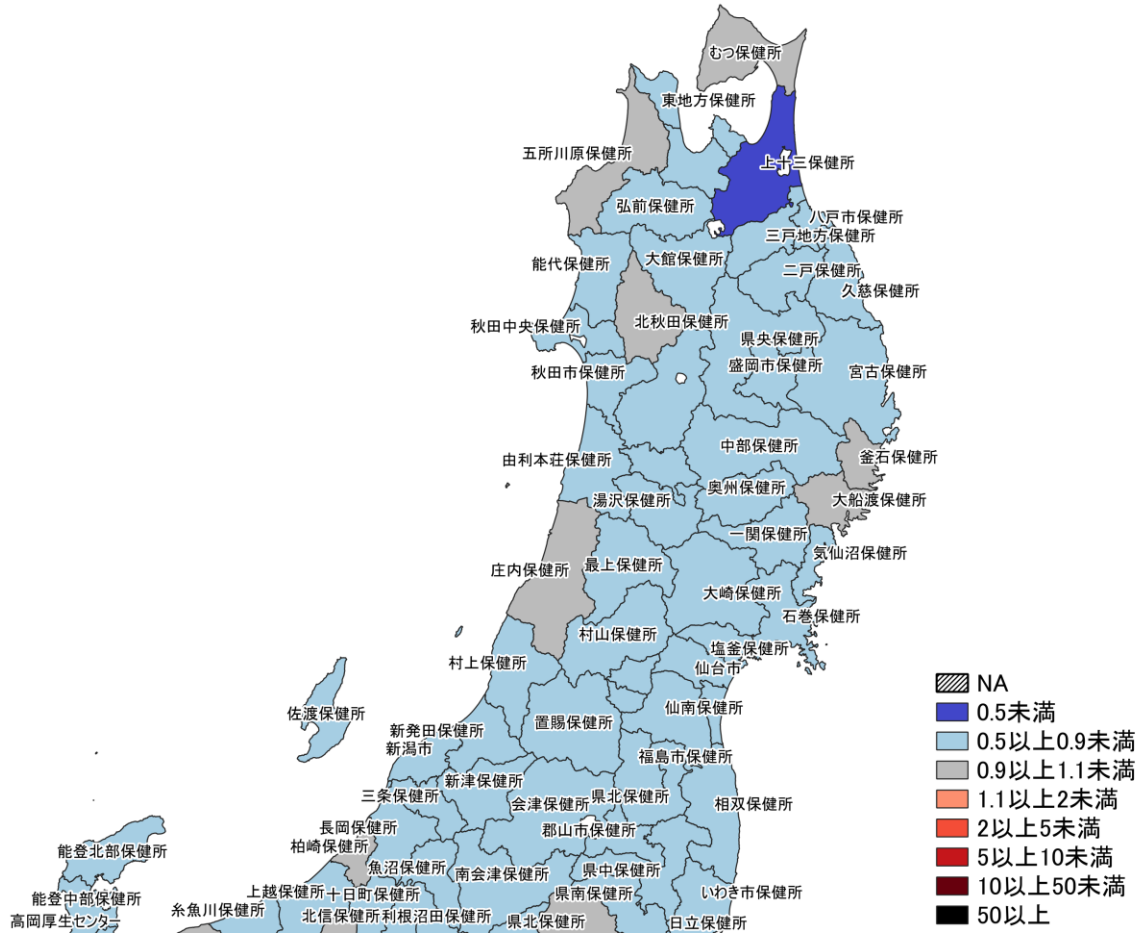 むつ保健所
東地方保健所
五所川原保健所
上十三保健所
弘前保健所
八戸市保健所
三戸地方保健所
能代保健所
大館保健所
二戸保健所
久慈保健所
秋田中央保健所
北秋田保健所
県央保健所
秋田市保健所
盛岡市保健所
宮古保健所
中部保健所
由利本荘保健所
釜石保健所
湯沢保健所
奥州保健所
大船渡保健所
一関保健所
気仙沼保健所
庄内保健所
最上保健所
大崎保健所
石巻保健所
村山保健所
塩釜保健所
村上保健所
仙台市
佐渡保健所
置賜保健所
仙南保健所
新発田保健所
新潟市
福島市保健所
新津保健所
三条保健所
会津保健所
県北保健所
相双保健所
長岡保健所
郡山市保健所
柏崎保健所
能登北部保健所
魚沼保健所
南会津保健所
県中保健所
能登中部保健所
上越保健所
十日町保健所
県南保健所
いわき市保健所
高岡厚生センター
糸魚川保健所
北信保健所
利根沼田保健所
県北保健所
日立保健所
NA
0.5未満
0.5以上0.9未満
0.9以上1.1未満
1.1以上2未満
2以上5未満
5以上10未満
10以上50未満
50以上